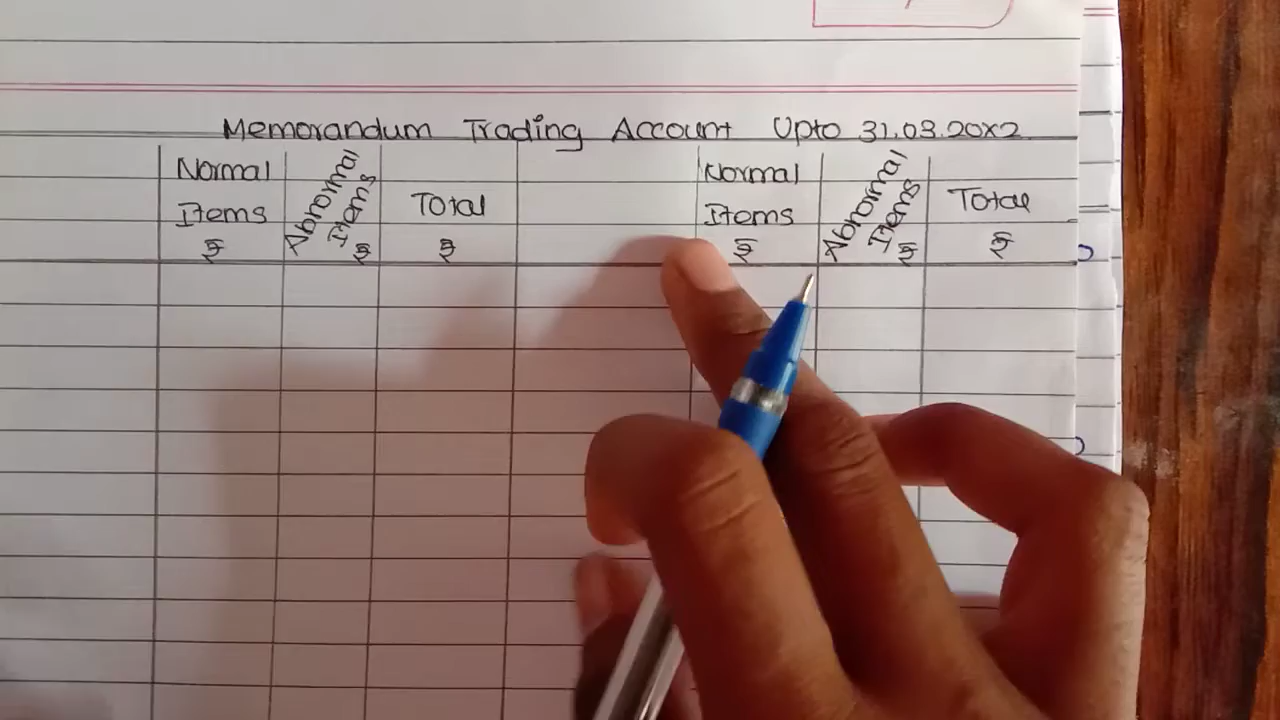 Memorandum Trading Account Upto 31.03.20X2
Normal Items ₹
Abnormal Items ₹
Total ₹
Normal Items ₹
Abnormal Items ₹
Total ₹